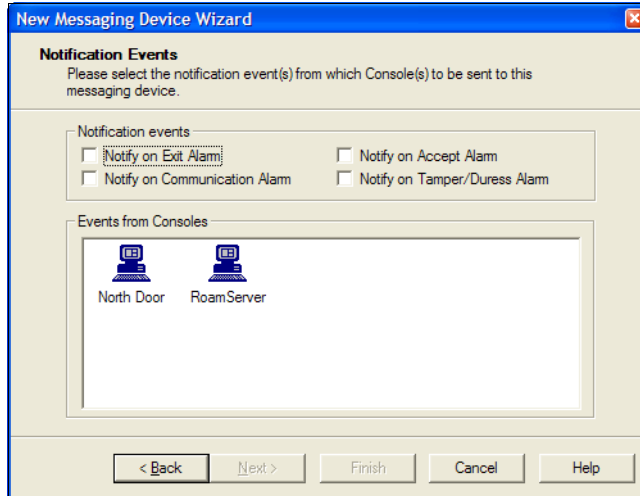 New Messaging Device Wizard
Notification Events
Please select the notification event(s) from which Console(s) to be sent to this
messaging device.
Notification events
Notify on Exit Alarm
Notify on Accept Alarm
Notify on Communication Alarm
Notify on Tamper/Duress Alarm
Events from Consoles
North Door
RoamServer
< Back
Next >
Finish
Cancel
Help